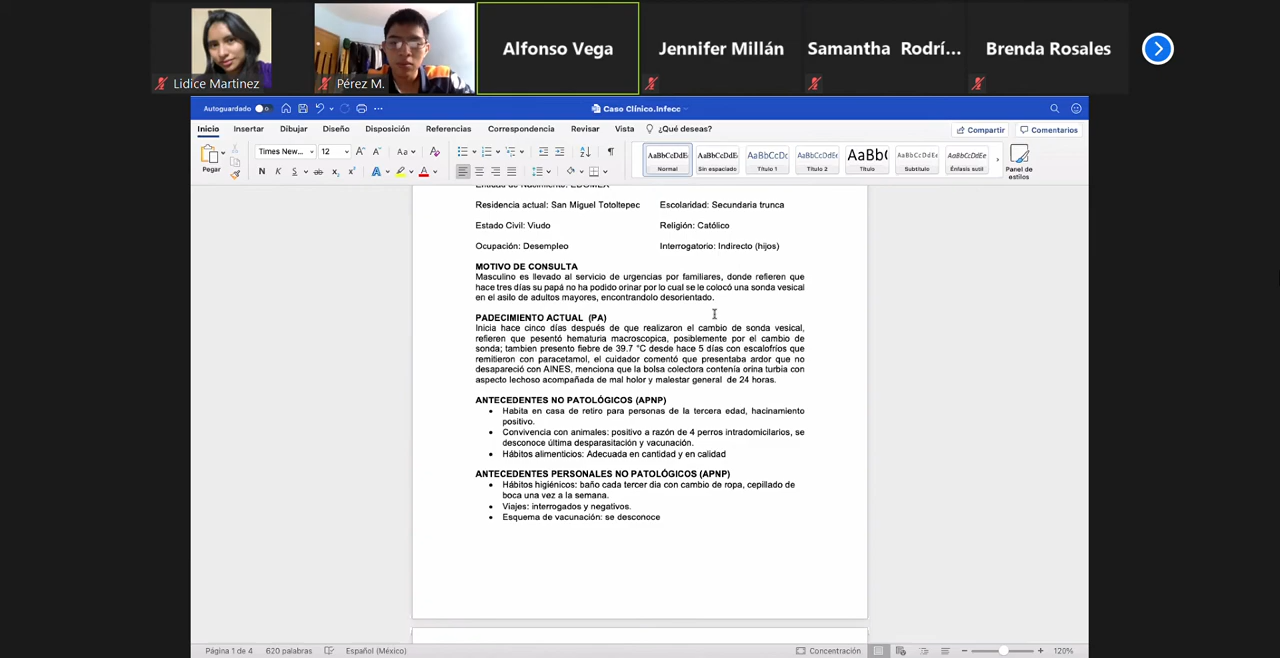 Lidice Martinez
Pérez M.
Alfonso Vega
Jennifer Millán
Samantha Rodrí...
Brenda Rosales
Autoguardado
Caso Clínico.Infecc
Inicio Insertar Dibujar Diseño Disposición Referencias Correspondencia Revisar Vista ¿Qué deseas? Compartir Comentarios
Pegar
Times New... 12
AaBbCcDdEe Normal
AaBbCcDdEe Sin espaciado
AaBbCcDc Título 1
AaBbCcDdEe Título 2
AaBb( Título
AaBbCcDdEe Subtítulo
AaBbCcDdEe Énfasis sutil
Panel de estilos
Entidad de Nacimiento: EDOMEX
Residencia actual: San Miguel Totoltepec Escolaridad: Secundaria trunca
Estado Civil: Viudo Religión: Católico
Ocupación: Desempleo Interrogatorio: Indirecto (hijos)
MOTIVO DE CONSULTA
Masculino es llevado al servicio de urgencias por familiares, donde refieren que
hace tres días su papá no ha podido orinar por lo cual se le colocó una sonda vesical
en el asilo de adultos mayores, encontrandolo desorientado.
PADECIMIENTO ACTUAL (PA)
Inicia hace cinco días después de que realizaron el cambio de sonda vesical,
refieren que pesentó hematuria macroscopica, posiblemente por el cambio de
sonda; tambien presento fiebre de 39.7 °C desde hace 5 días con escalofríos que
remitieron con paracetamol, el cuidador comentó que presentaba ardor que no
desapareció con AINES, menciona que la bolsa colectora contenía orina turbia con
aspecto lechoso acompañada de mal holor y malestar general de 24 horas.
ANTECEDENTES NO PATOLÓGICOS (APNP)
• Habita en casa de retiro para personas de la tercera edad, hacinamiento
positivo.
• Convivencia con animales: positivo a razón de 4 perros intradomicilarios, se
desconoce última desparasitación y vacunación.
• Hábitos alimenticios: Adecuada en cantidad y en calidad
ANTECEDENTES PERSONALES NO PATOLÓGICOS (APNP)
• Hábitos higiénicos: baño cada tercer dia con cambio de ropa, cepillado de
boca una vez a la semana.
• Viajes: interrogados y negativos.
• Esquema de vacunación: se desconoce
Página 1 de 4 620 palabras Español (México) Concentración 120%